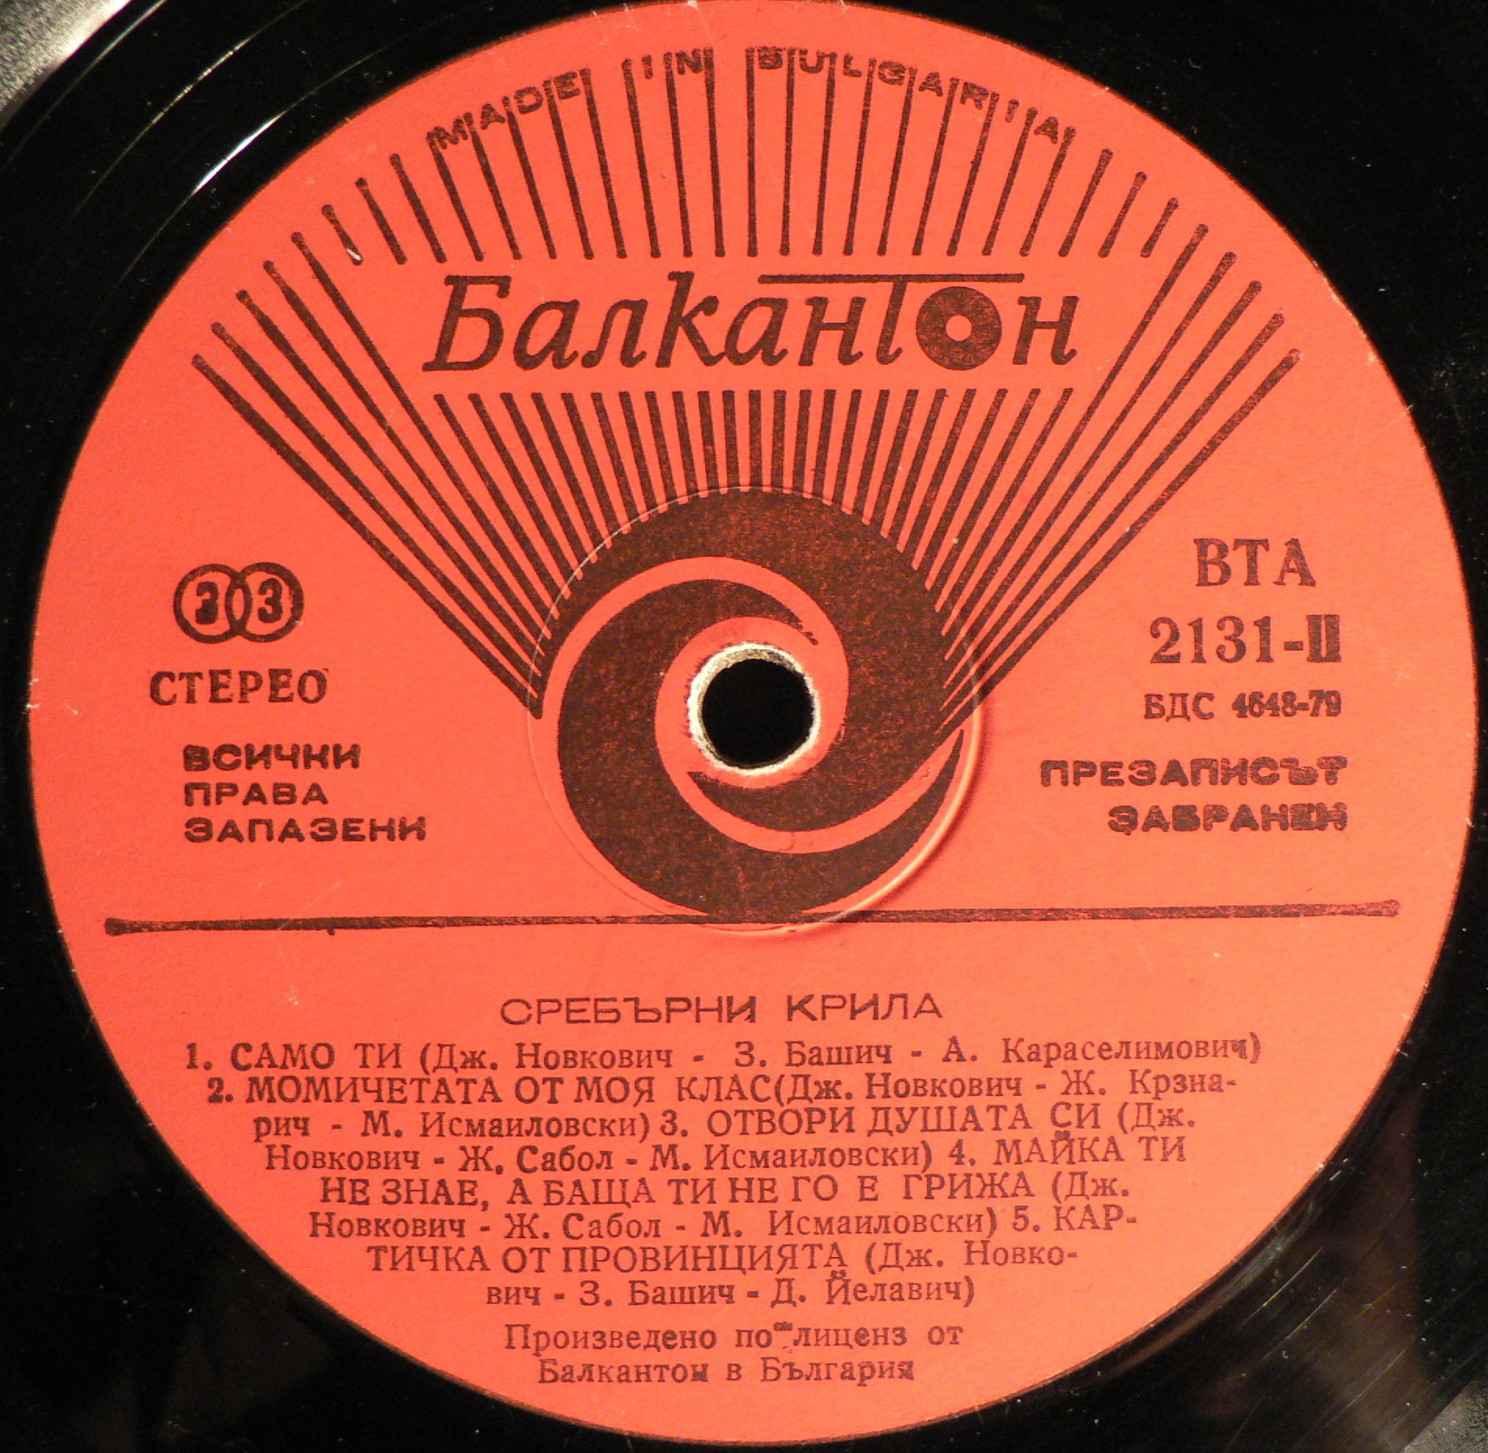 MADE IN BULGARIA
Балкантон
33
СТЕРЕО
ВСИЧКИ
ПРАВА
ЗАПАЗЕНИ
ВТА
2131-II
БДС 4648-79
ПРЕЗАПИСЪТ
ЗАБРАНЕН
СРЕБЪРНИ КРИЛА
1. САМО ТИ (Дж. Новкович - З. Башич - А. Караселимович)
2. МОМИЧЕТАТА ОТ МОЯ КЛАС(Дж. Новкович - Ж. Крзна-
рич - М. Исмаиловски) 3. ОТВОРИ ДУШАТА СИ (Дж.
Новкович - Ж. Сабол - М. Исмаиловски) 4. МАЙКА ТИ
НЕ ЗНАЕ, А БАЩА ТИ НЕ ГО Е ГРИЖА (Дж.
Новкович - Ж. Сабол - М. Исмаиловски) 5. КАР-
ТИЧКА ОТ ПРОВИНЦИЯТА (Дж. Новко-
вич - З. Башич - Д. Йелавич)
Произведено по лиценз от
Балкантон в България